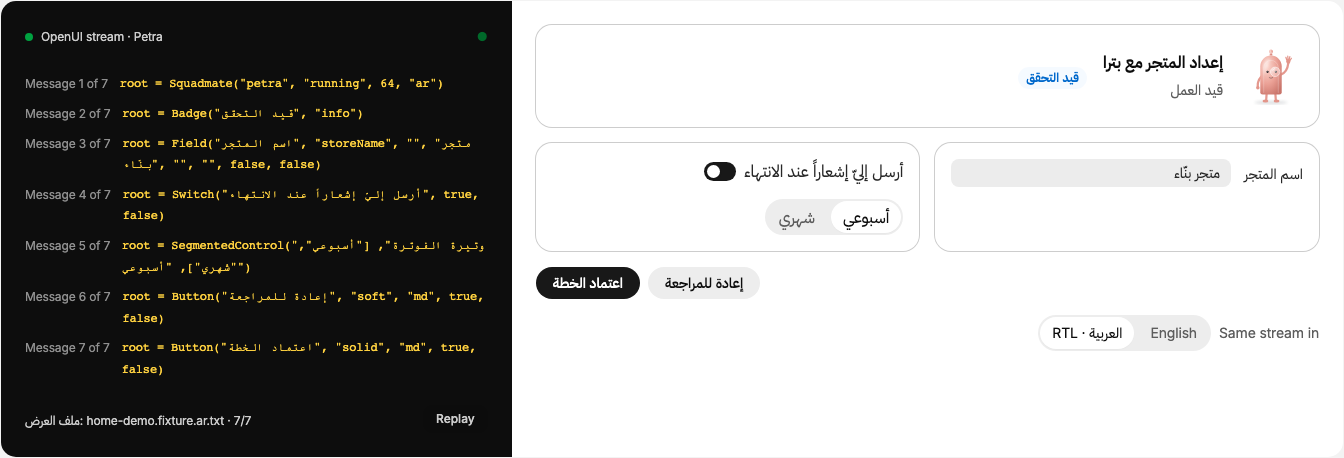 OpenUI stream · Petra
Message 1 of 7 root = Squadmate("petra", "running", 64, "ar")
Message 2 of 7 root = Badge("قيد التحقق", "info")
Message 3 of 7 root = Field("اسم المتجر", "storeName", "", "متجر
بنّاء", "", "", false, false)
Message 4 of 7 root = Switch("أرسل إليّ إشعاراً عند الانتهاء", true,
false)
Message 5 of 7 root = SegmentedControl("وتيرة الفوترة", ["أسبوعي",
"شهري"], "أسبوعي")
Message 6 of 7 root = Button("إعادة للمراجعة", "soft", "md", true,
false)
Message 7 of 7 root = Button("اعتماد الخطة", "solid", "md", true,
false)
ملف العرض: home-demo.fixture.ar.txt · 7/7
Replay
إعداد المتجر مع بترا
قيد العمل
قيد التحقق
اسم المتجر
متجر بنّاء
أرسل إليّ إشعاراً عند الانتهاء
أسبوعي
شهري
إعادة للمراجعة
اعتماد الخطة
Same stream in
English
العربية · RTL